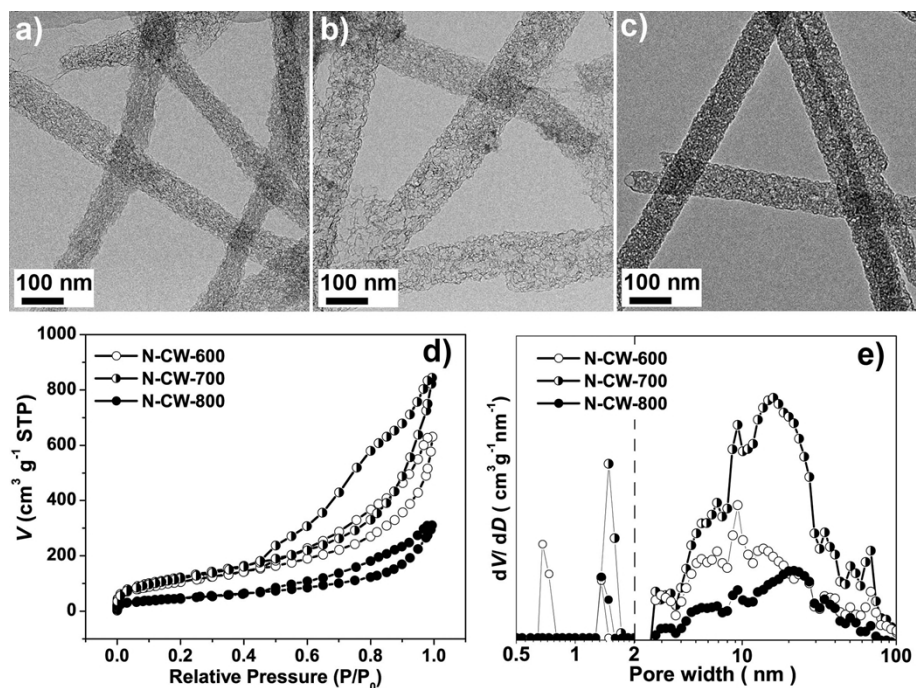 a)
b)
c)
100 nm
100 nm
100 nm
d)
N-CW-600
N-CW-700
N-CW-800
V (cm³ g⁻¹ STP)
1000
800
600
400
200
0
0.0 0.2 0.4 0.6 0.8 1.0
Relative Pressure (P/P₀)
e)
N-CW-600
N-CW-700
N-CW-800
dV/dD ( cm³g⁻¹nm⁻¹)
0.5 1 2 10 100
Pore width ( nm )